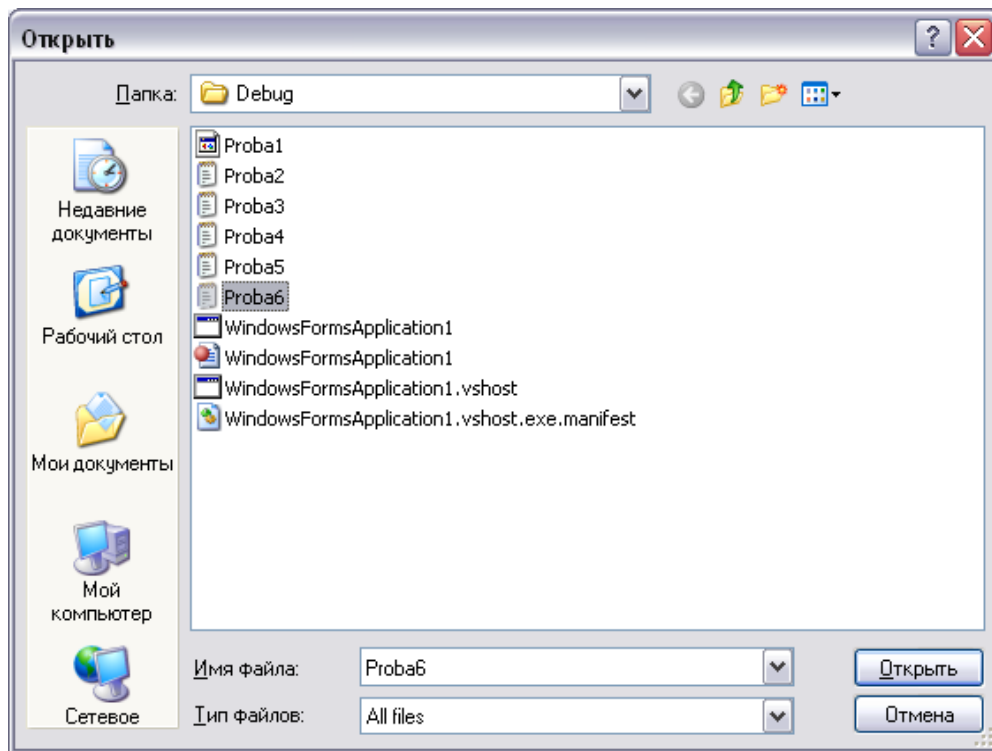 Открыть
Папка:
Debug
Недавние
документы
Рабочий стол
Мои документы
Мой
компьютер
Сетевое
Proba1
Proba2
Proba3
Proba4
Proba5
Proba6
WindowsFormsApplication1
WindowsFormsApplication1
WindowsFormsApplication1.vshost
WindowsFormsApplication1.vshost.exe.manifest
Имя файла:
Proba6
Открыть
Тип файлов:
All files
Отмена